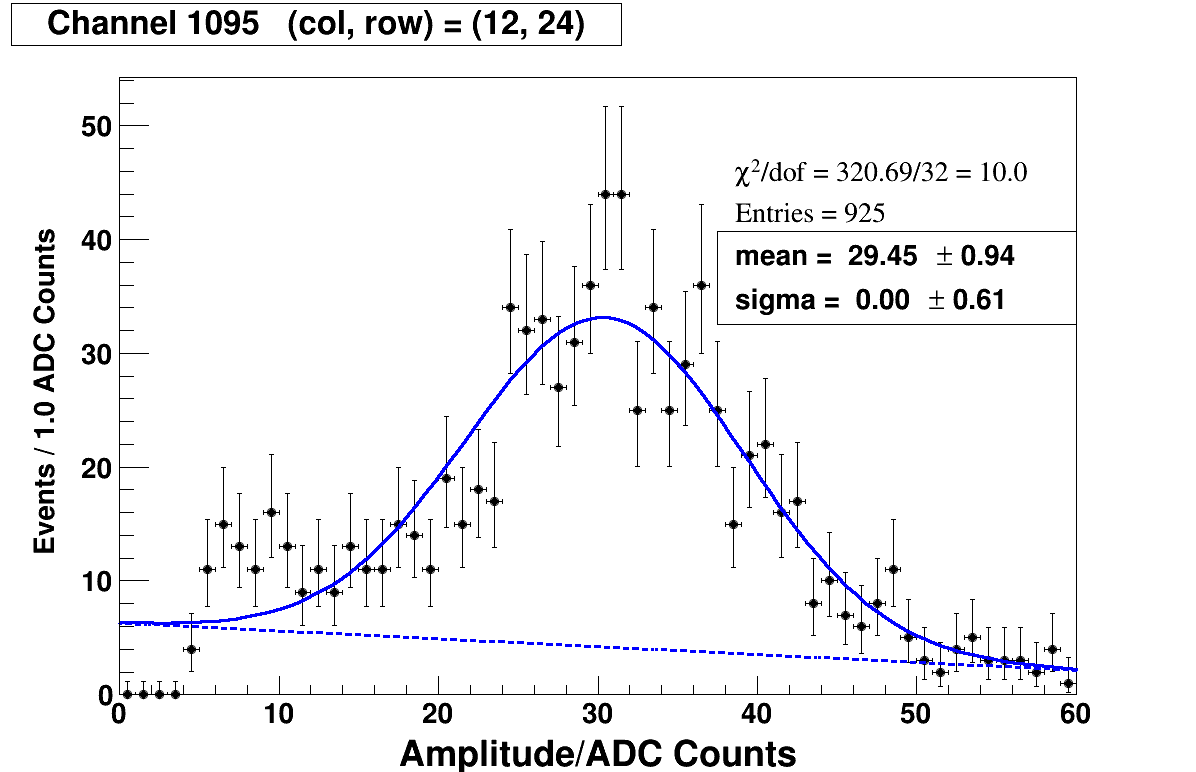 Channel 1095 (col, row) = (12, 24)
50
40
30
20
10
0
χ²/dof = 320.69/32 = 10.0
Entries = 925
mean = 29.45 ± 0.94
sigma = 0.00 ± 0.61
Events / 1.0 ADC Counts
0 10 20 30 40 50 60
Amplitude/ADC Counts